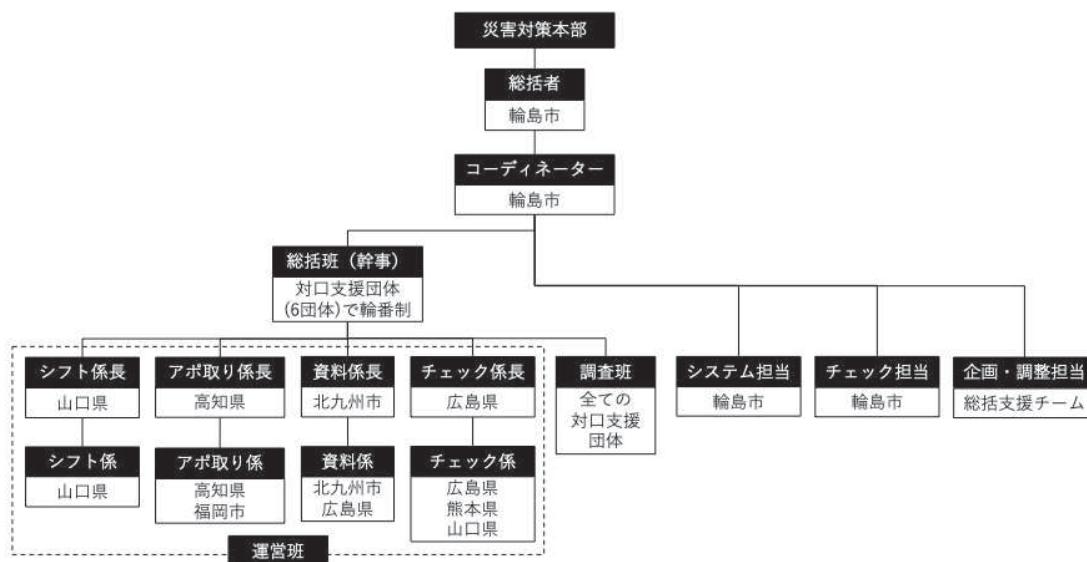 災害対策本部
総括者
輪島市
コーディネーター
輪島市
総括班（幹事）
対口支援団体
(6団体)で輪番制
シフト係長
山口県
アポ取り係長
高知県
資料係長
北九州市
チェック係長
広島県
調査班
全ての
対口支援
団体
システム担当
輪島市
チェック担当
輪島市
企画・調整担当
総括支援チーム
シフト係
山口県
アポ取り係
高知県
福岡市
資料係
北九州市
広島県
チェック係
広島県
熊本県
山口県
運営班